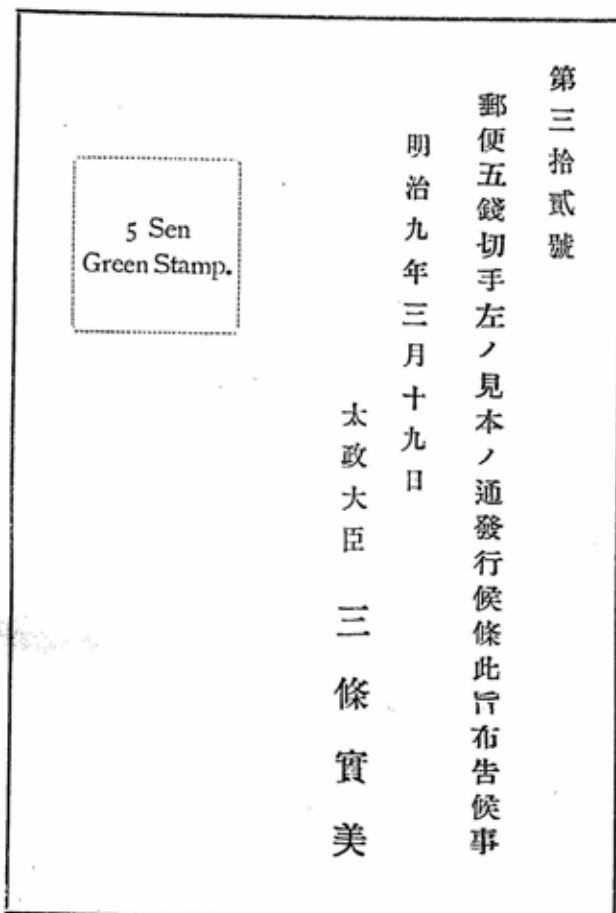 第三拾貳號
郵便五錢切手左ノ見本ノ通發行候條此旨布告候事
明治九年三月十九日
太政大臣 三條實美
5 Sen
Green Stamp.